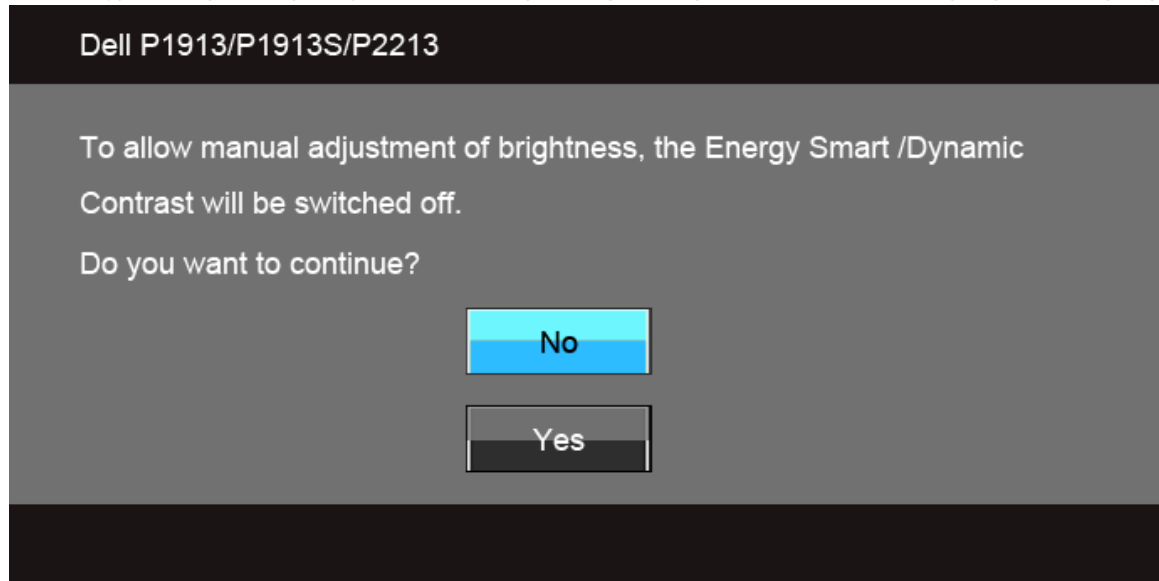 Dell P1913/P1913S/P2213
To allow manual adjustment of brightness, the Energy Smart /Dynamic
Contrast will be switched off.
Do you want to continue?
No
Yes